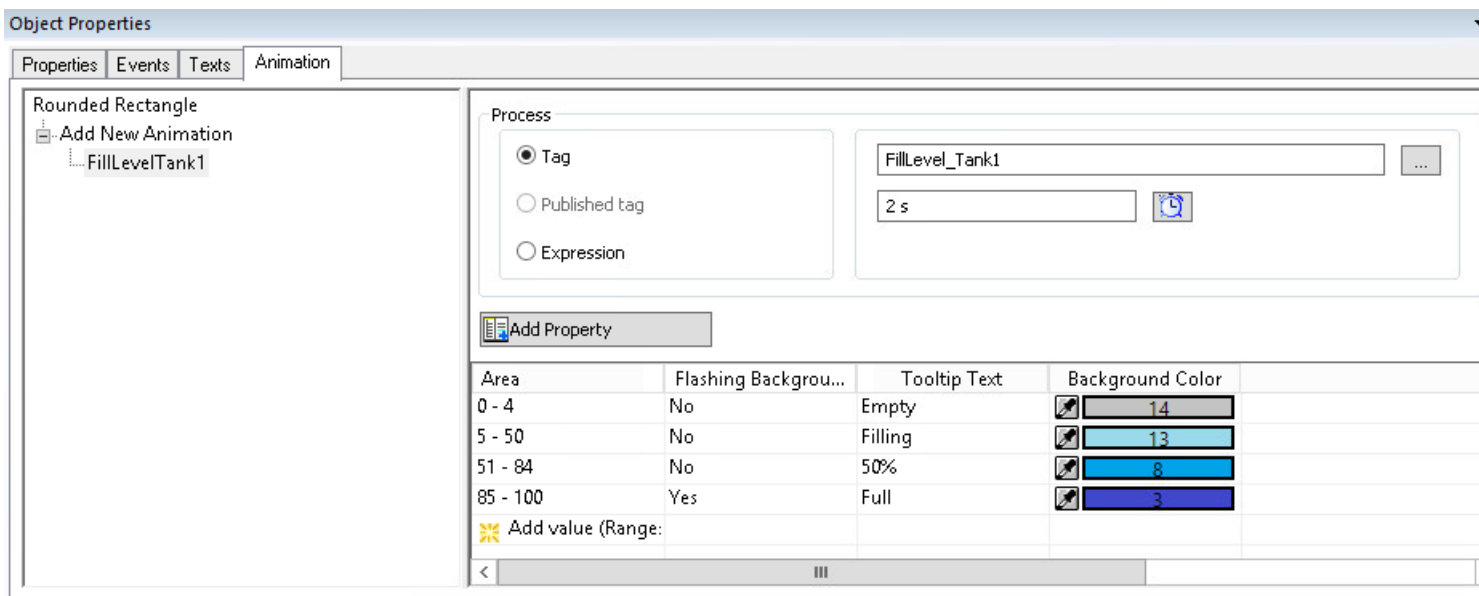 Object Properties
Properties Events Texts Animation
Rounded Rectangle
Add New Animation
FillLevelTank1
Process
Tag
FillLevel_Tank1
...
Published tag
2 s
Expression
Add Property
Area Flashing Backgrou... Tooltip Text Background Color
0 - 4 No Empty 14
5 - 50 No Filling 13
51 - 84 No 50% 8
85 - 100 Yes Full 3
Add value (Range: